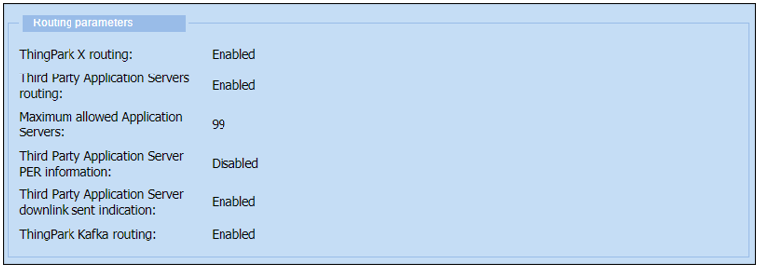 Routing parameters
ThingPark X routing: Enabled
Third Party Application Servers
routing: Enabled
Maximum allowed Application
Servers: 99
Third Party Application Server
PER information: Disabled
Third Party Application Server
downlink sent indication: Enabled
ThingPark Kafka routing: Enabled